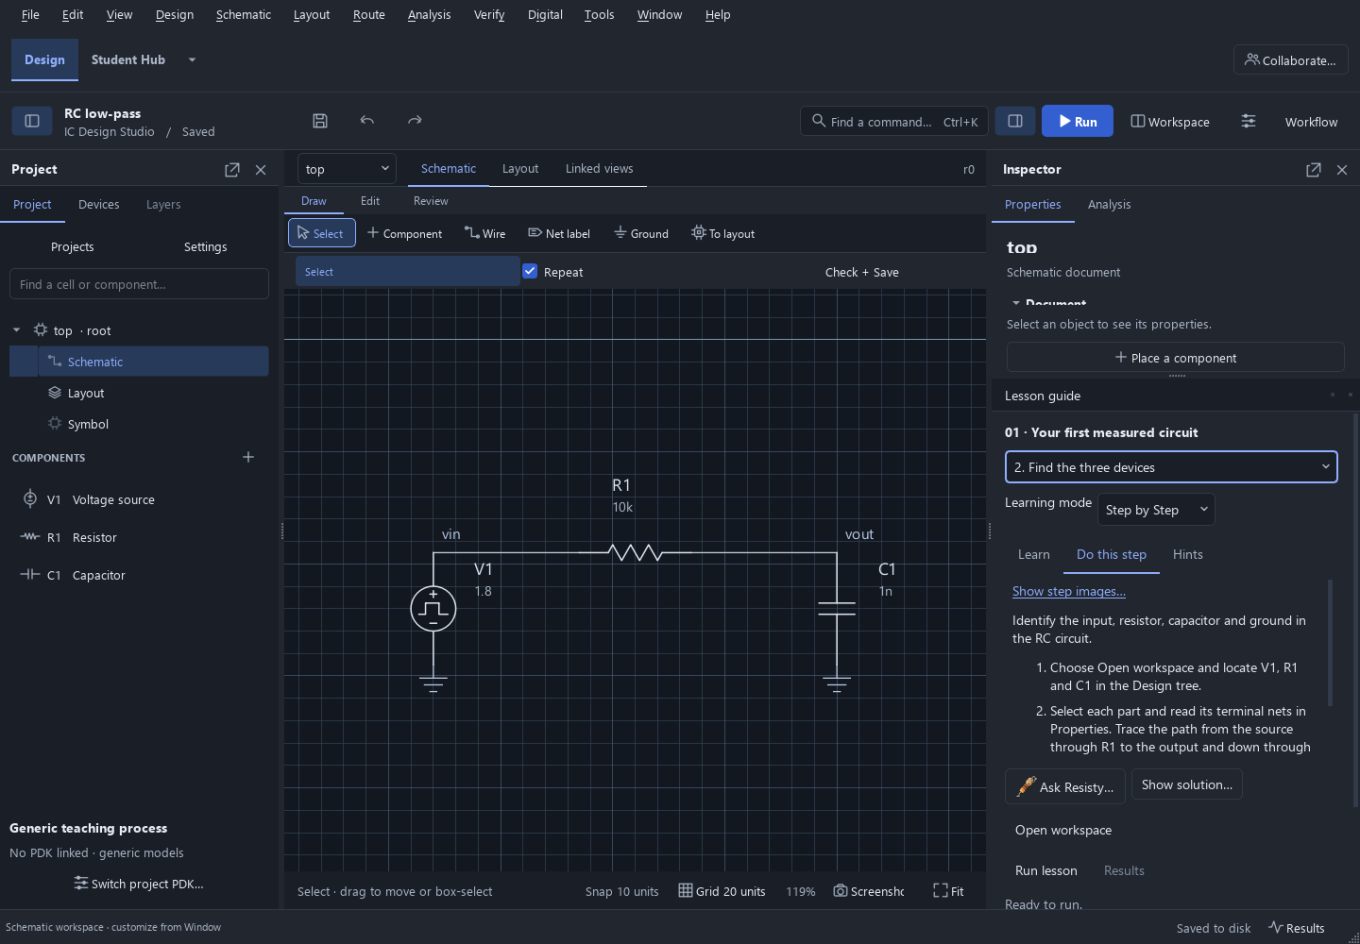 File Edit View Design Schematic Layout Route Analysis Verify Digital Tools Window Help
Design Student Hub Collaborate...
RC low-pass
IC Design Studio / Saved
Find a command... Ctrl+K Run Workspace Workflow
Project
Project Devices Layers
Projects Settings
Find a cell or component...
top · root
Schematic
Layout
Symbol
COMPONENTS
V1 Voltage source
R1 Resistor
C1 Capacitor
Generic teaching process
No PDK linked · generic models
Switch project PDK...
top Schematic Layout Linked views r0
Draw Edit Review
Select Component Wire Net label Ground To layout
Select Repeat Check + Save
R1
10k
vin
vout
V1
1.8
C1
1n
Select · drag to move or box-select Snap 10 units Grid 20 units 119% Screensho Fit
Inspector
Properties Analysis
top
Schematic document
Document
Select an object to see its properties.
Place a component
Lesson guide
01 · Your first measured circuit
2. Find the three devices
Learning mode Step by Step
Learn Do this step Hints
Show step images...
Identify the input, resistor, capacitor and ground in
the RC circuit.
1. Choose Open workspace and locate V1, R1
and C1 in the Design tree.
2. Select each part and read its terminal nets in
Properties. Trace the path from the source
through R1 to the output and down through
Ask Resisty... Show solution...
Open workspace
Run lesson Results
Ready to run.
Schematic workspace · customize from Window Saved to disk Results